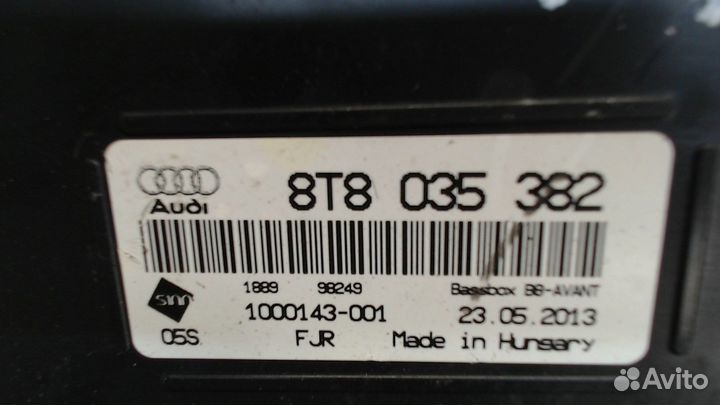 8T8 035 382
Audi
1889 98249 Bassbox B8-AVANT
1000143-001 23.05.2013
05S FJR Made in Hungary
Avito